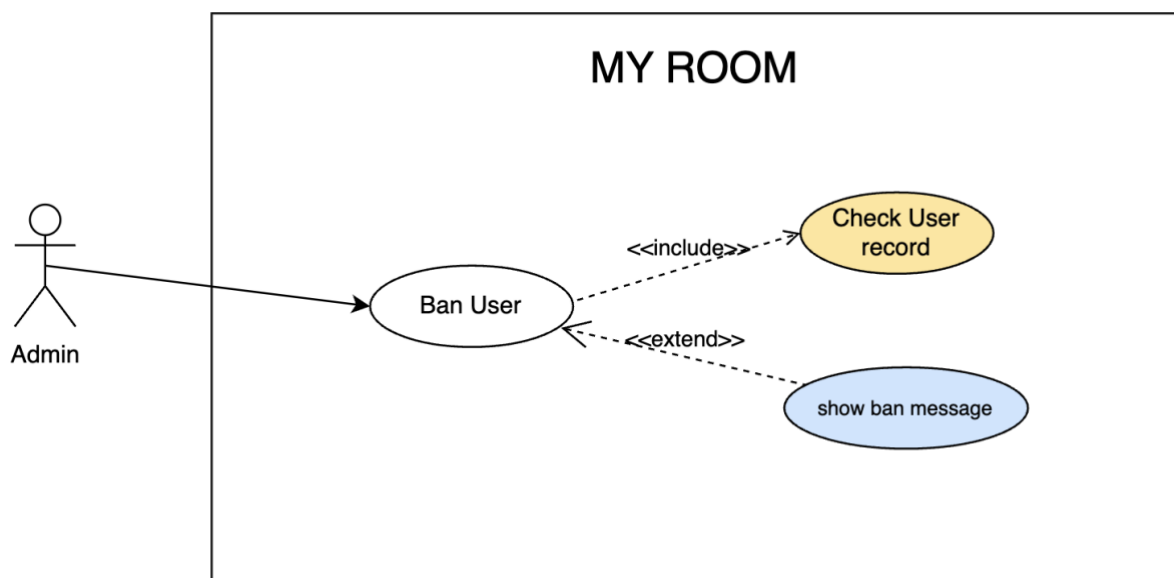 MY ROOM
Check User
record
<<include>>
Ban User
<<extend>>
Admin
show ban message